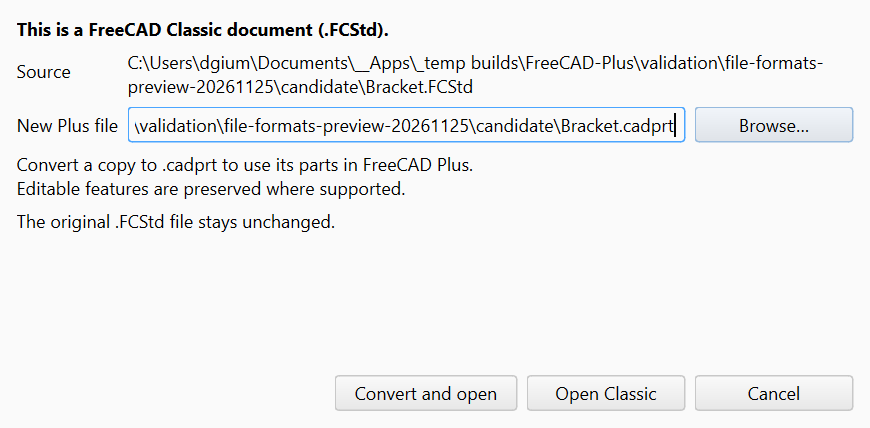 This is a FreeCAD Classic document (.FCStd).
Source
C:\Users\dgium\Documents\__Apps\_temp builds\FreeCAD-Plus\validation\file-formats-
preview-20261125\candidate\Bracket.FCStd
New Plus file
\validation\file-formats-preview-20261125\candidate\Bracket.cadprt
Browse...
Convert a copy to .cadprt to use its parts in FreeCAD Plus.
Editable features are preserved where supported.
The original .FCStd file stays unchanged.
Convert and open
Open Classic
Cancel